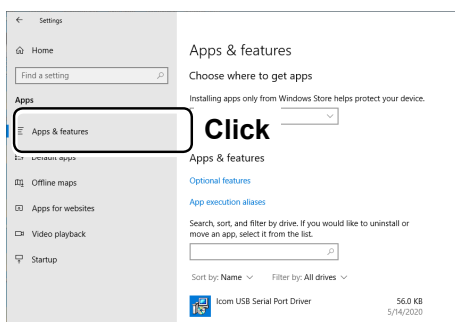 Settings
Home
Find a setting
Apps
Apps & features
Default apps
Offline maps
Apps for websites
Video playback
Startup
Apps & features
Choose where to get apps
Installing apps only from Windows Store helps protect your device.
Click
Apps & features
Optional features
App execution aliases
Search, sort, and filter by drive. If you would like to uninstall or
move an app, select it from the list.
Sort by: Name Filter by: All drives
Icom USB Serial Port Driver 56.0 KB
5/14/2020